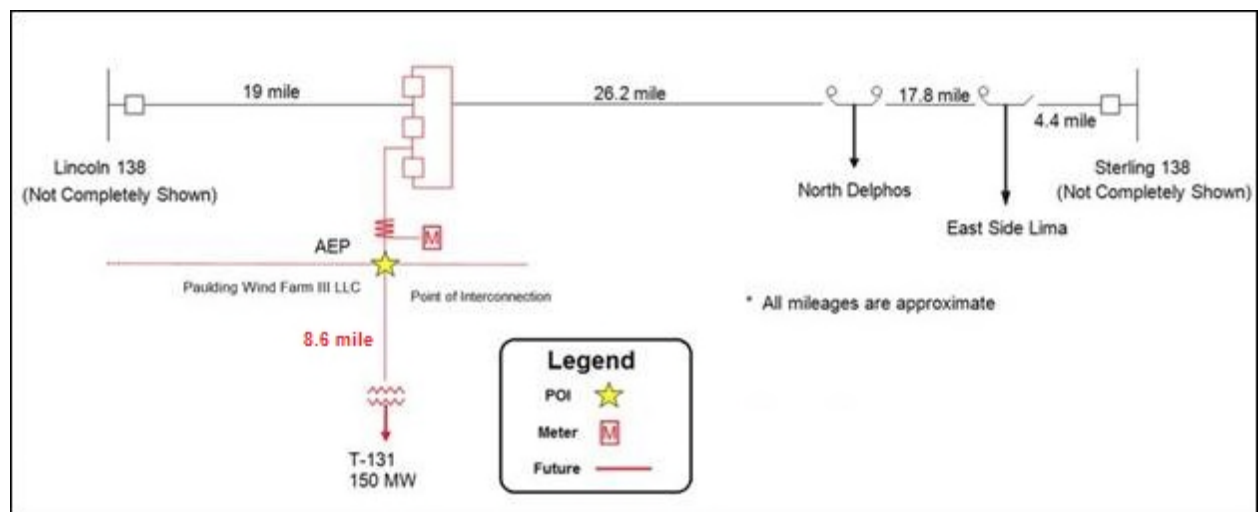 19 mile
26.2 mile
17.8 mile
4.4 mile
Lincoln 138
(Not Completely Shown)
North Delphos
Sterling 138
(Not Completely Shown)
East Side Lima
AEP
M
Paulding Wind Farm III LLC
Point of Interconnection
* All mileages are approximate
8.6 mile
Legend
POI
Meter M
Future
T-131
150 MW